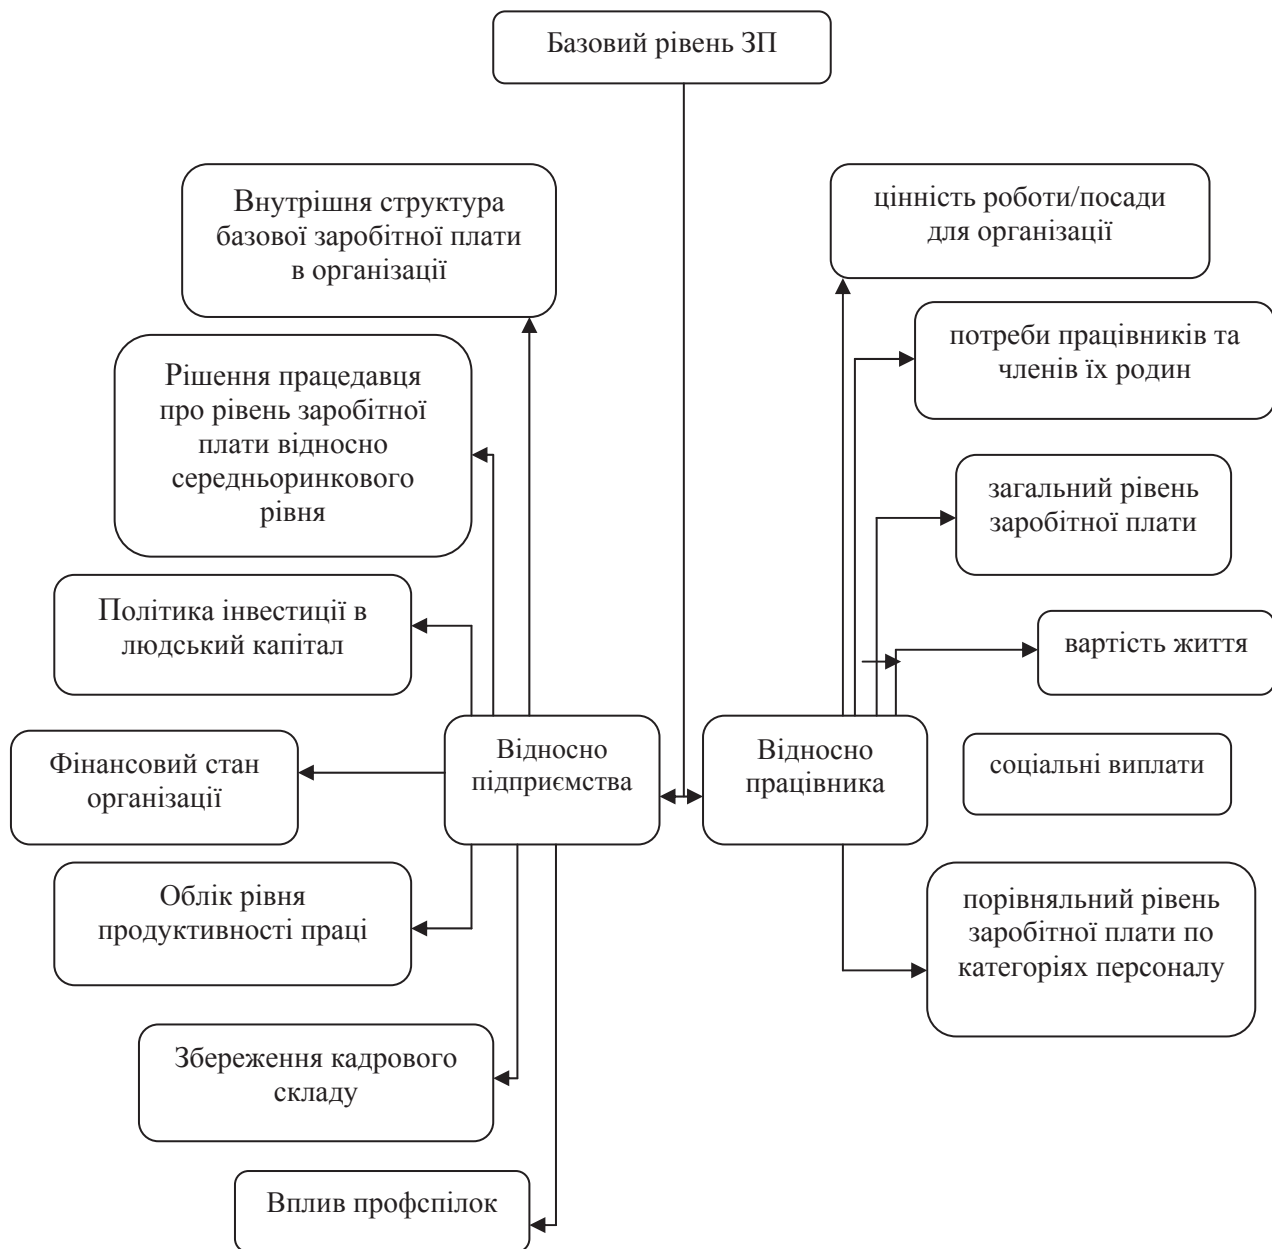 Базовий рівень ЗП
Внутрішня структура
базової заробітної плати
в організації
Рішення працедавця
про рівень заробітної
плати відносно
середньоринкового
рівня
Політика інвестиції в
людський капітал
Фінансовий стан
організації
Облік рівня
продуктивності праці
Збереження кадрового
складу
Вплив профспілок
Відносно
підприємства
Відносно
працівника
цінність роботи/посади
для організації
потреби працівників та
членів їх родин
загальний рівень
заробітної плати
вартість життя
соціальні виплати
порівняльний рівень
заробітної плати по
категоріях персоналу